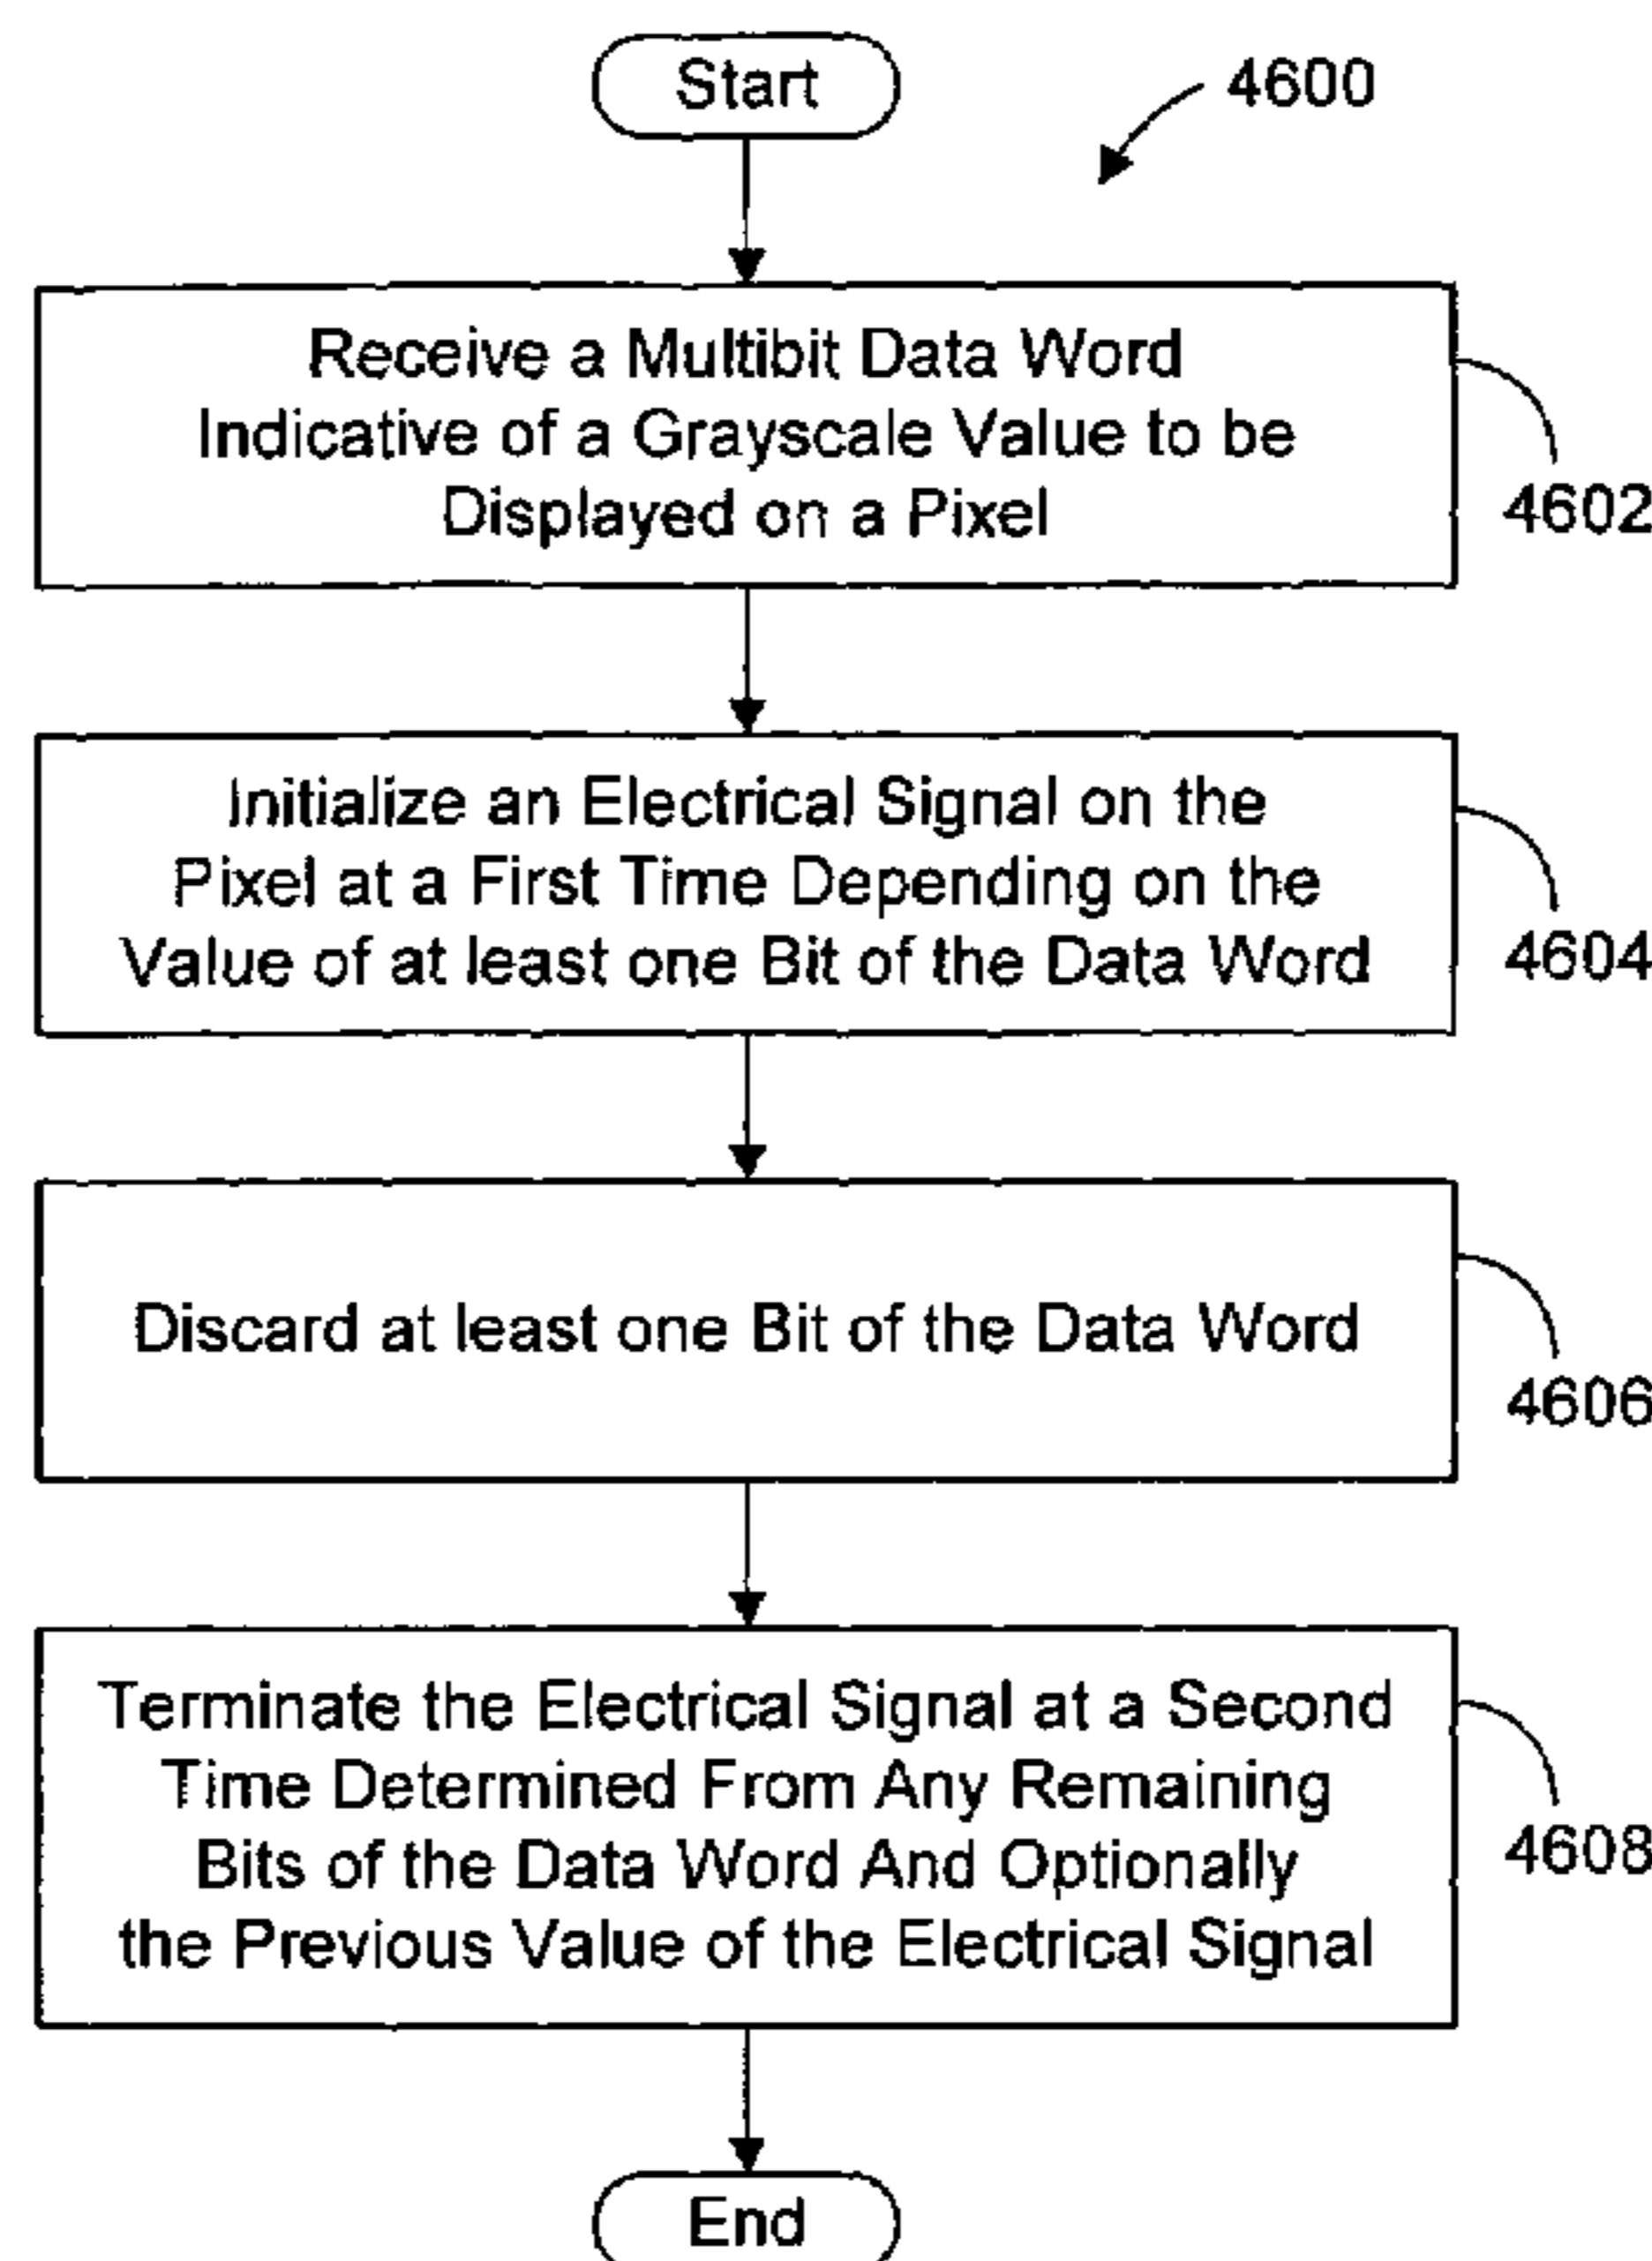 Start
4600
Receive a Multibit Data Word
Indicative of a Grayscale Value to be
Displayed on a Pixel
4602
Initialize an Electrical Signal on the
Pixel at a First Time Depending on the
Value of at least one Bit of the Data Word
4604
Discard at least one Bit of the Data Word
4606
Terminate the Electrical Signal at a Second
Time Determined From Any Remaining
Bits of the Data Word And Optionally
the Previous Value of the Electrical Signal
4608
End